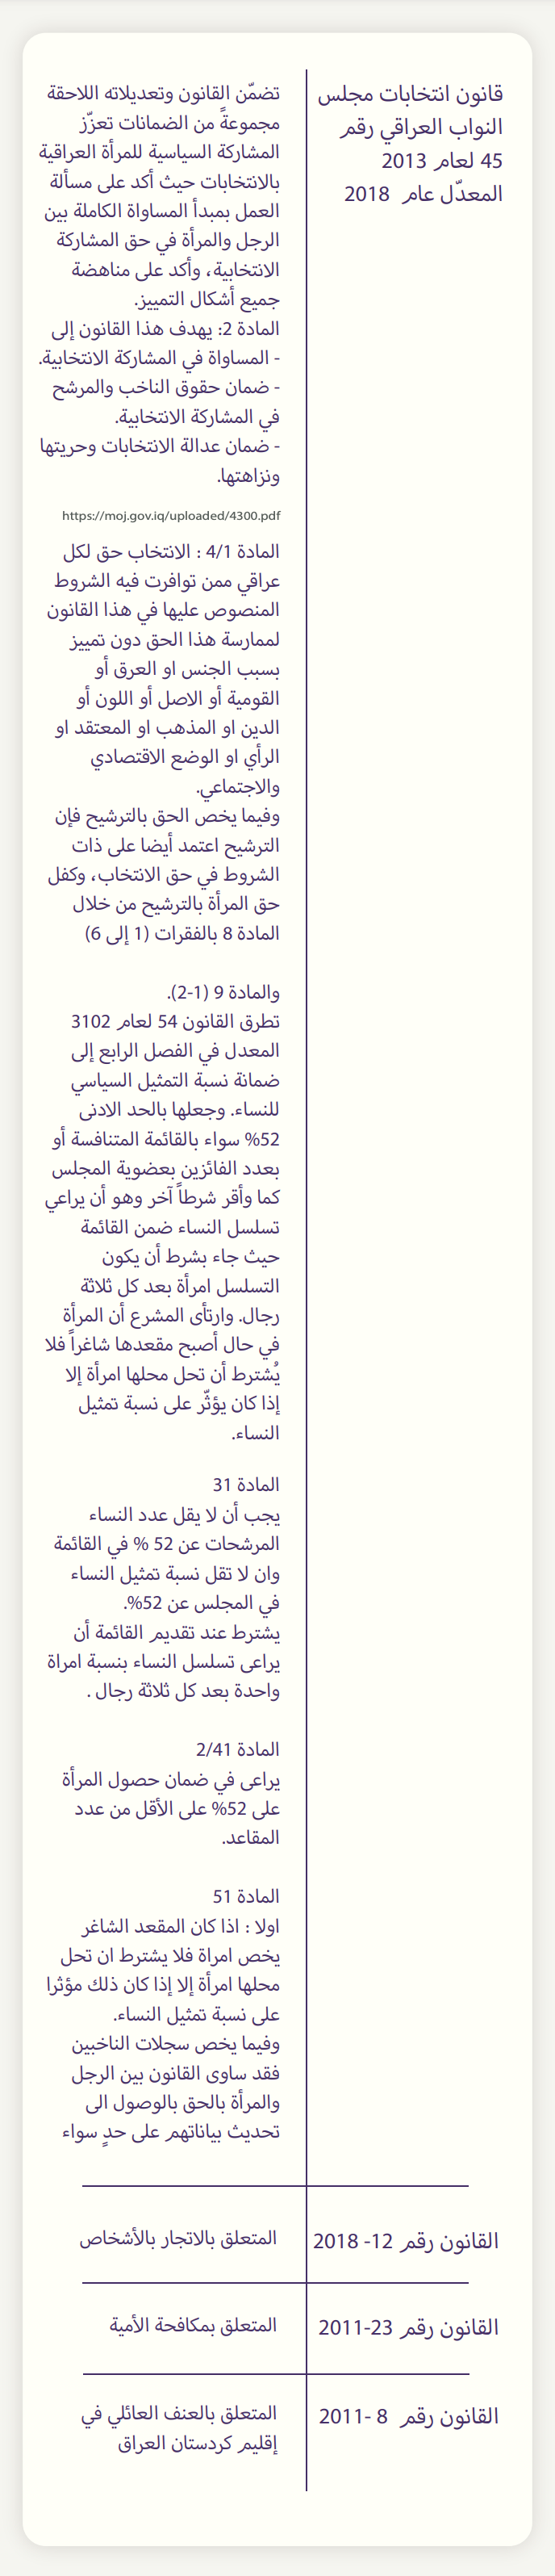 قانون انتخابات مجلس
النواب العراقي رقم
45 لعام 2013
المعدّل عام 2018
تضمّن القانون وتعديلاته اللاحقة
مجموعةً من الضمانات تعزّز
المشاركة السياسية للمرأة العراقية
بالانتخابات حيث أكد على مسألة
العمل بمبدأ المساواة الكاملة بين
الرجل والمرأة في حق المشاركة
الانتخابية، وأكد على مناهضة
جميع أشكال التمييز.
المادة 2: يهدف هذا القانون إلى
- المساواة في المشاركة الانتخابية.
- ضمان حقوق الناخب والمرشح
في المشاركة الانتخابية.
- ضمان عدالة الانتخابات وحريتها
ونزاهتها.
https://moj.gov.iq/uploaded/4300.pdf
المادة 4/1 : الانتخاب حق لكل
عراقي ممن توافرت فيه الشروط
المنصوص عليها في هذا القانون
لممارسة هذا الحق دون تمييز
بسبب الجنس او العرق أو
القومية أو الاصل أو اللون أو
الدين او المذهب او المعتقد او
الرأي او الوضع الاقتصادي
والاجتماعي.
وفيما يخص الحق بالترشيح فإن
الترشيح اعتمد أيضا على ذات
الشروط في حق الانتخاب، وكفل
حق المرأة بالترشيح من خلال
المادة 8 بالفقرات (1 إلى 6)
والمادة 9 (1-2).
تطرق القانون 54 لعام 3102
المعدل في الفصل الرابع إلى
ضمانة نسبة التمثيل السياسي
للنساء. وجعلها بالحد الادنى
52% سواء بالقائمة المتنافسة أو
بعدد الفائزين بعضوية المجلس
كما وأقر شرطاً آخر وهو أن يراعي
تسلسل النساء ضمن القائمة
حيث جاء بشرط أن يكون
التسلسل امرأة بعد كل ثلاثة
رجال. وارتأى المشرع أن المرأة
في حال أصبح مقعدها شاغراً فلا
يُشترط أن تحل محلها امرأة إلا
إذا كان يؤثّر على نسبة تمثيل
النساء.
المادة 31
يجب أن لا يقل عدد النساء
المرشحات عن 52 % في القائمة
وان لا تقل نسبة تمثيل النساء
في المجلس عن 52%.
يشترط عند تقديم القائمة أن
يراعى تسلسل النساء بنسبة امراة
واحدة بعد كل ثلاثة رجال .
المادة 2/41
يراعى في ضمان حصول المرأة
على 52% على الأقل من عدد
المقاعد.
المادة 51
اولا : اذا كان المقعد الشاغر
يخص امراة فلا يشترط ان تحل
محلها امرأة إلا إذا كان ذلك مؤثرا
على نسبة تمثيل النساء.
وفيما يخص سجلات الناخبين
فقد ساوى القانون بين الرجل
والمرأة بالحق بالوصول الى
تحديث بياناتهم على حدٍ سواء
القانون رقم 12- 2018
المتعلق بالاتجار بالأشخاص
القانون رقم 23-2011
المتعلق بمكافحة الأمية
القانون رقم 8 -2011
المتعلق بالعنف العائلي في
إقليم كردستان العراق